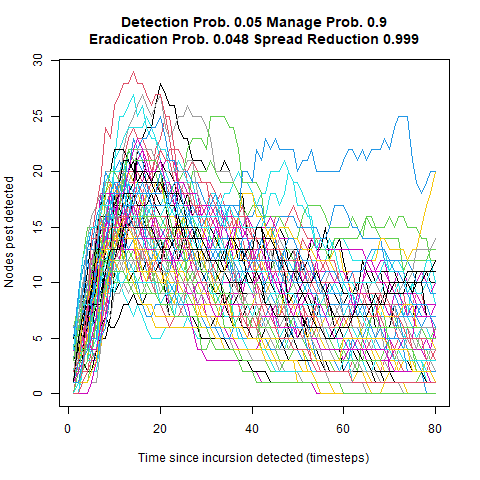 Detection Prob. 0.05 Manage Prob. 0.9
Eradication Prob. 0.048 Spread Reduction 0.999
30
25
20
15
10
5
0
Nodes pest detected
0 20 40 60 80
Time since incursion detected (timesteps)